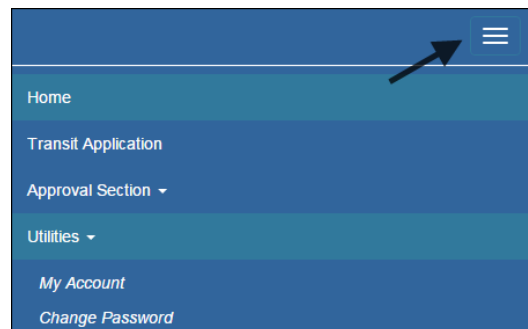 Home
Transit Application
Approval Section
Utilities
My Account
Change Password